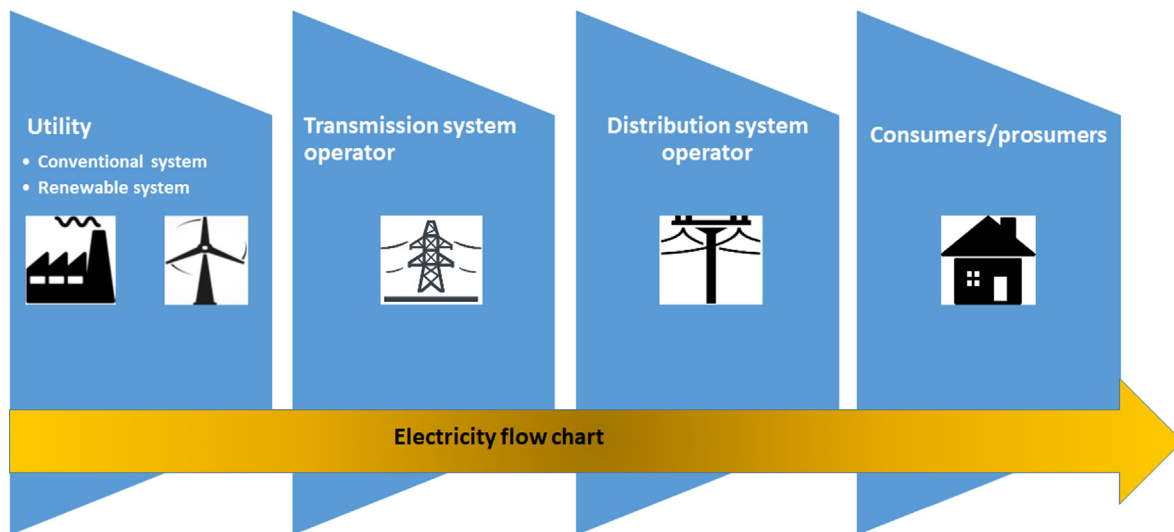 Utility
• Conventional system
• Renewable system
Transmission system
operator
Distribution system
operator
Consumers/prosumers
Electricity flow chart